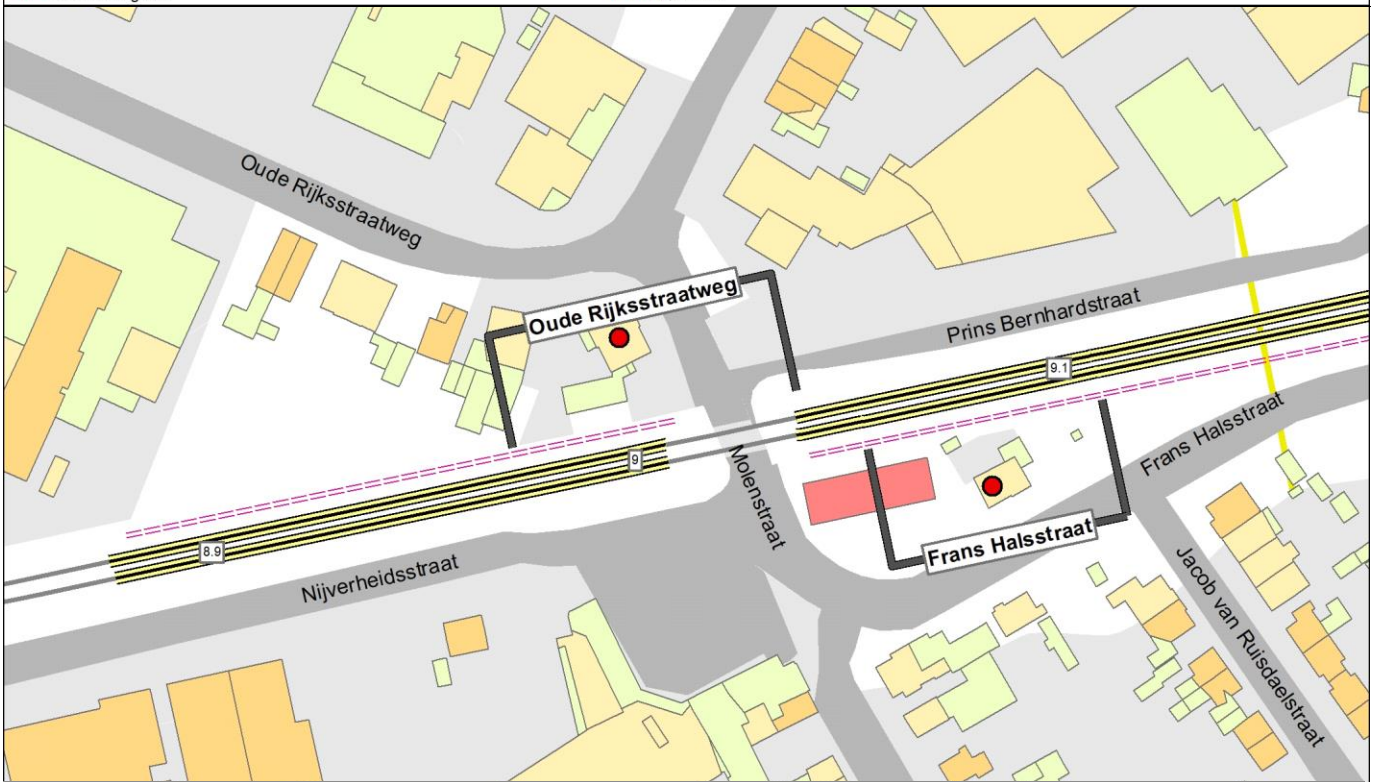 Oude Rijksstraatweg
Oude Rijksstraatweg
Prins Bernhardstraat
9.1
Molenstraat
9
Frans Halsstraat
8.9
Frans Halsstraat
Nijverheidsstraat
Jacob van Ruisdaelstraat